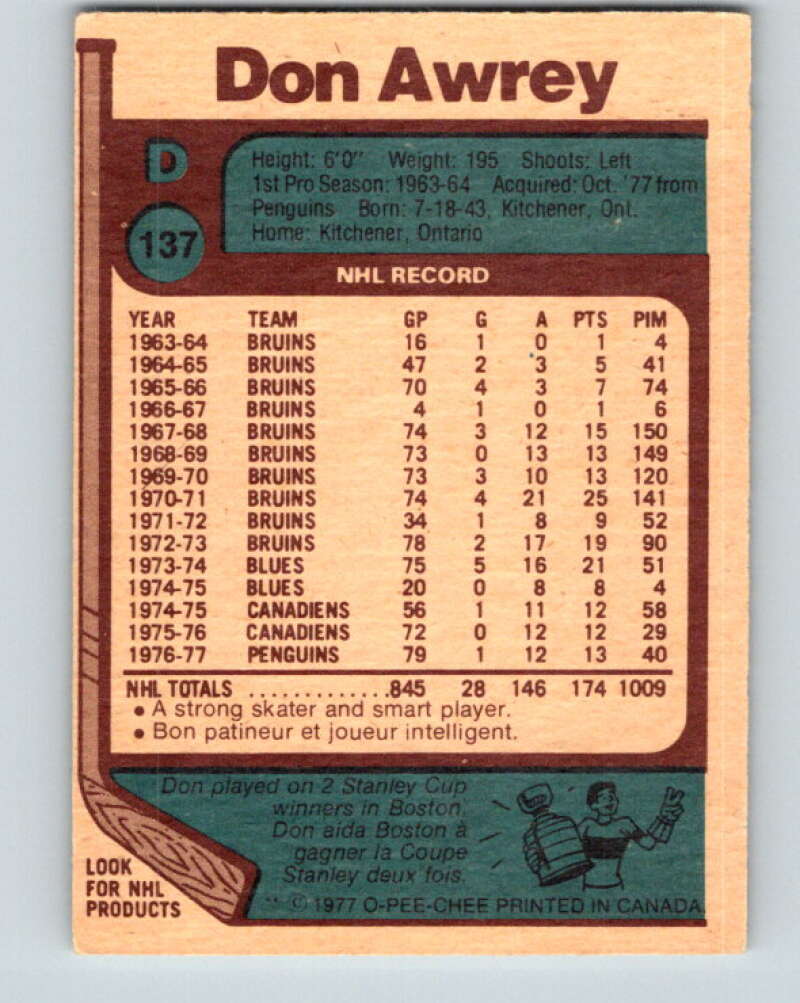 Don Awrey
D
Height: 6'0" Weight: 195 Shoots: Left
1st Pro Season: 1963-64 Acquired: Oct. '77 from
Penguins Born: 7-18-43, Kitchener, Ont.
Home: Kitchener, Ontario
137
NHL RECORD
YEAR TEAM GP G A PTS PIM
1963-64 BRUINS 16 1 0 1 4
1964-65 BRUINS 47 2 3 5 41
1965-66 BRUINS 70 4 3 7 74
1966-67 BRUINS 4 1 0 1 6
1967-68 BRUINS 74 3 12 15 150
1968-69 BRUINS 73 0 13 13 149
1969-70 BRUINS 73 3 10 13 120
1970-71 BRUINS 74 4 21 25 141
1971-72 BRUINS 34 1 8 9 52
1972-73 BRUINS 78 2 17 19 90
1973-74 BLUES 75 5 16 21 51
1974-75 BLUES 20 0 8 8 4
1974-75 CANADIENS 56 1 11 12 58
1975-76 CANADIENS 72 0 12 12 29
1976-77 PENGUINS 79 1 12 13 40
NHL TOTALS .............845 28 146 174 1009
• A strong skater and smart player.
• Bon patineur et joueur intelligent.
Don played on 2 Stanley Cup
winners in Boston.
Don aida Boston à
gagner la Coupe
Stanley deux fois.
LOOK
FOR NHL
PRODUCTS
** © 1977 O-PEE-CHEE PRINTED IN CANADA